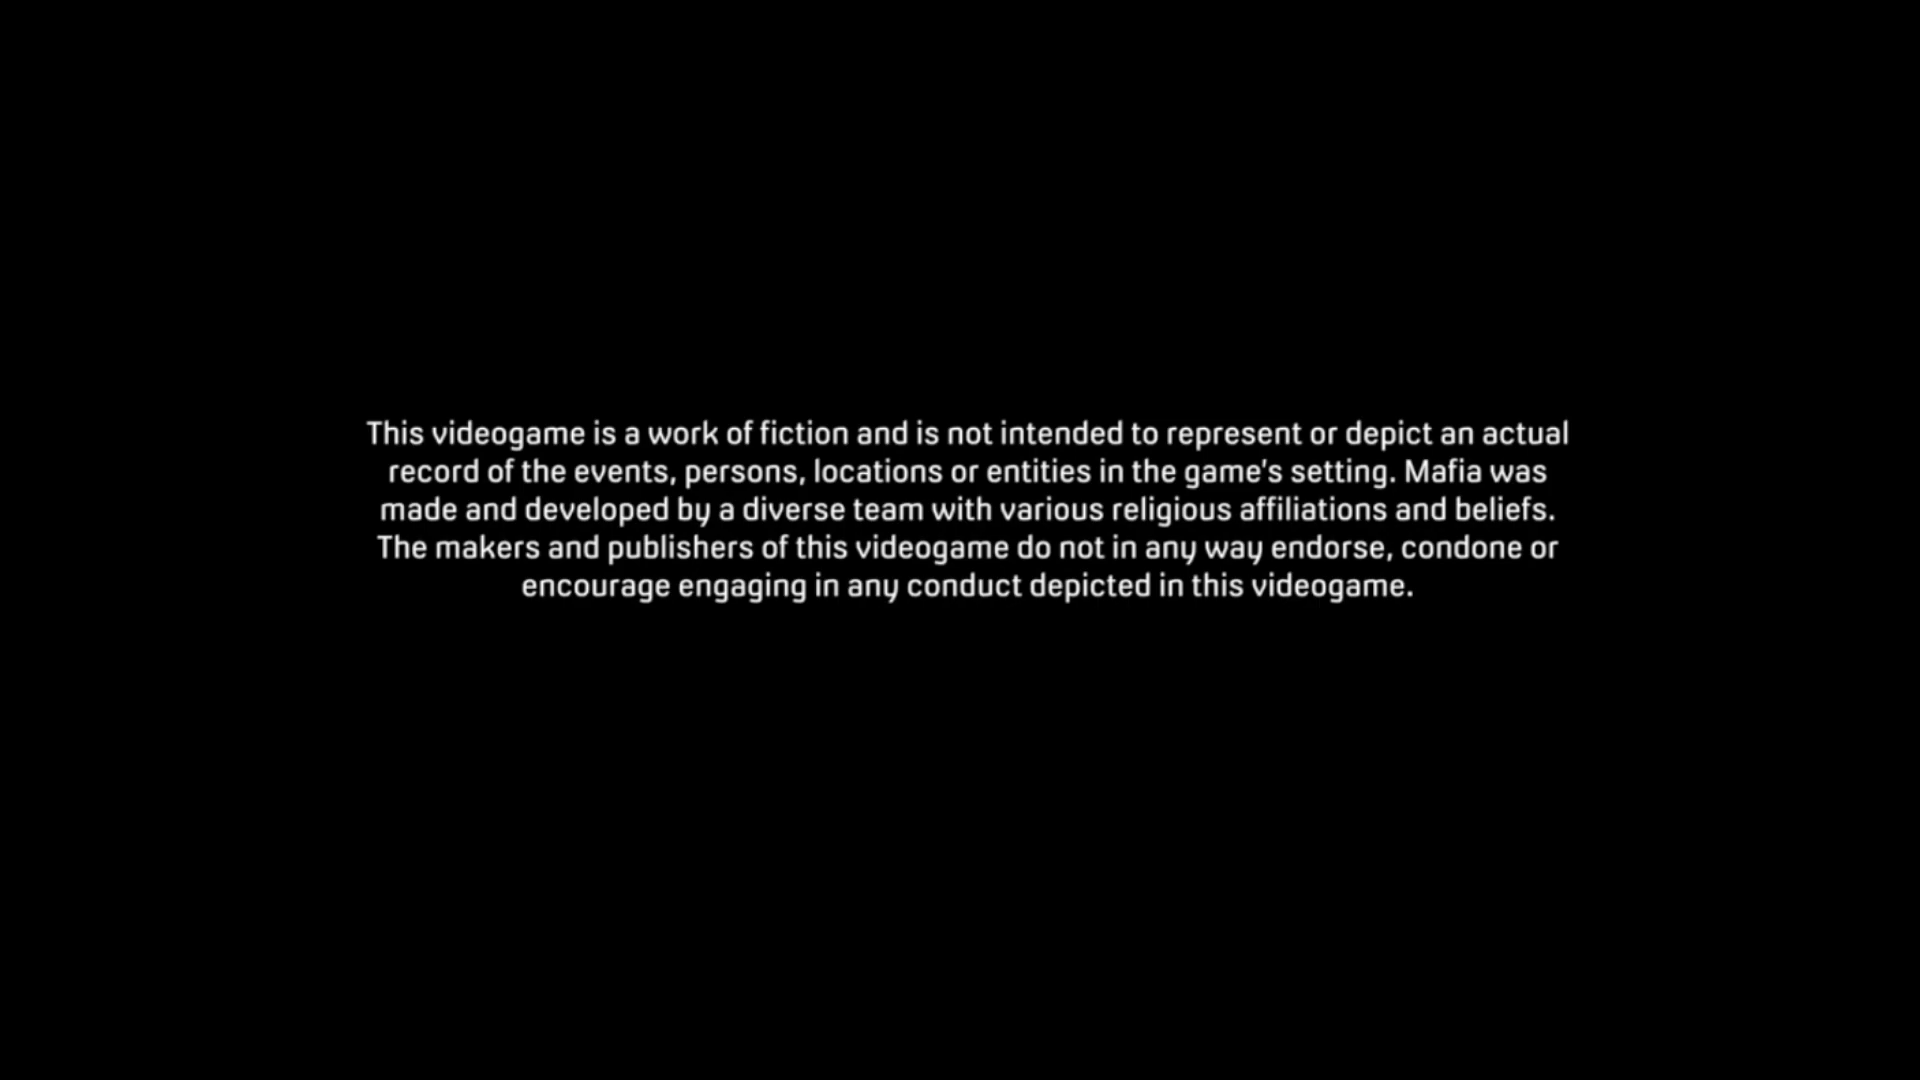 This videogame is a work of fiction and is not intended to represent or depict an actual
record of the events, persons, locations or entities in the game's setting. Mafia was
made and developed by a diverse team with various religious affiliations and beliefs.
The makers and publishers of this videogame do not in any way endorse, condone or
encourage engaging in any conduct depicted in this videogame.